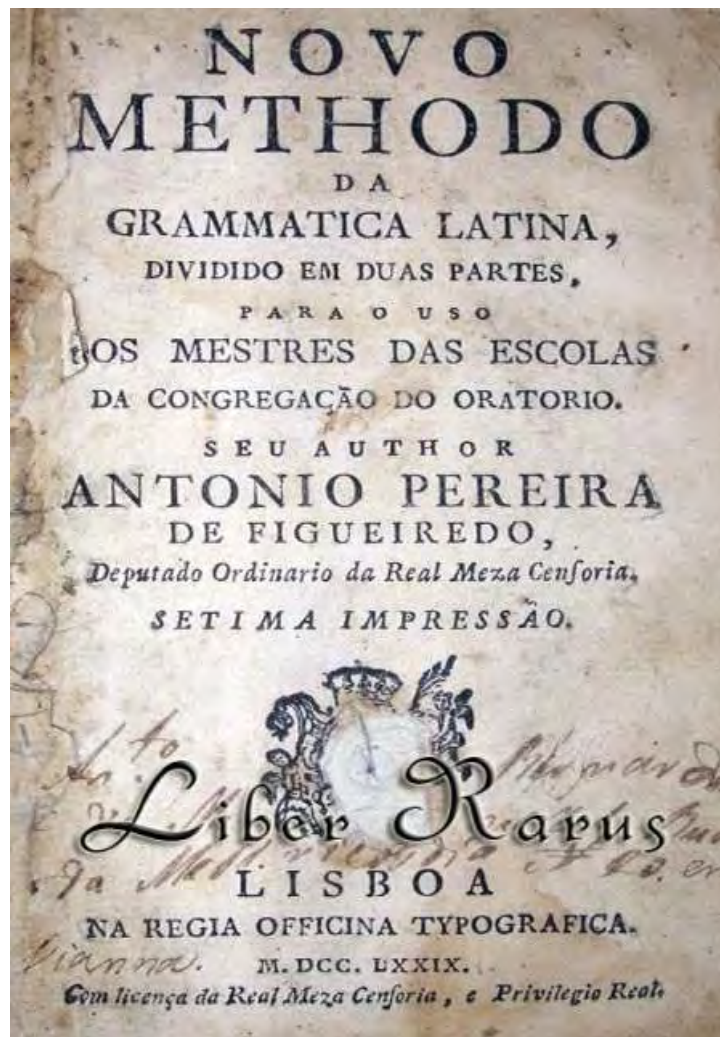 NOVO
METHODO
DA
GRAMMATICA LATINA,
DIVIDIDO EM DUAS PARTES,
PARA O USO
DOS MESTRES DAS ESCOLAS
DA CONGREGAÇÃO DO ORATORIO.
SEU AUTHOR
ANTONIO PEREIRA
DE FIGUEIREDO,
Deputado Ordinario da Real Meza Cenſoria.
SETIMA IMPRESSÃO.
Liber Rarus
LISBOA
NA REGIA OFFICINA TYPOGRAFICA.
Vianna.
M. DCC. LXXIX.
Com licença da Real Meza Cenſoria, e Privilegio Real.